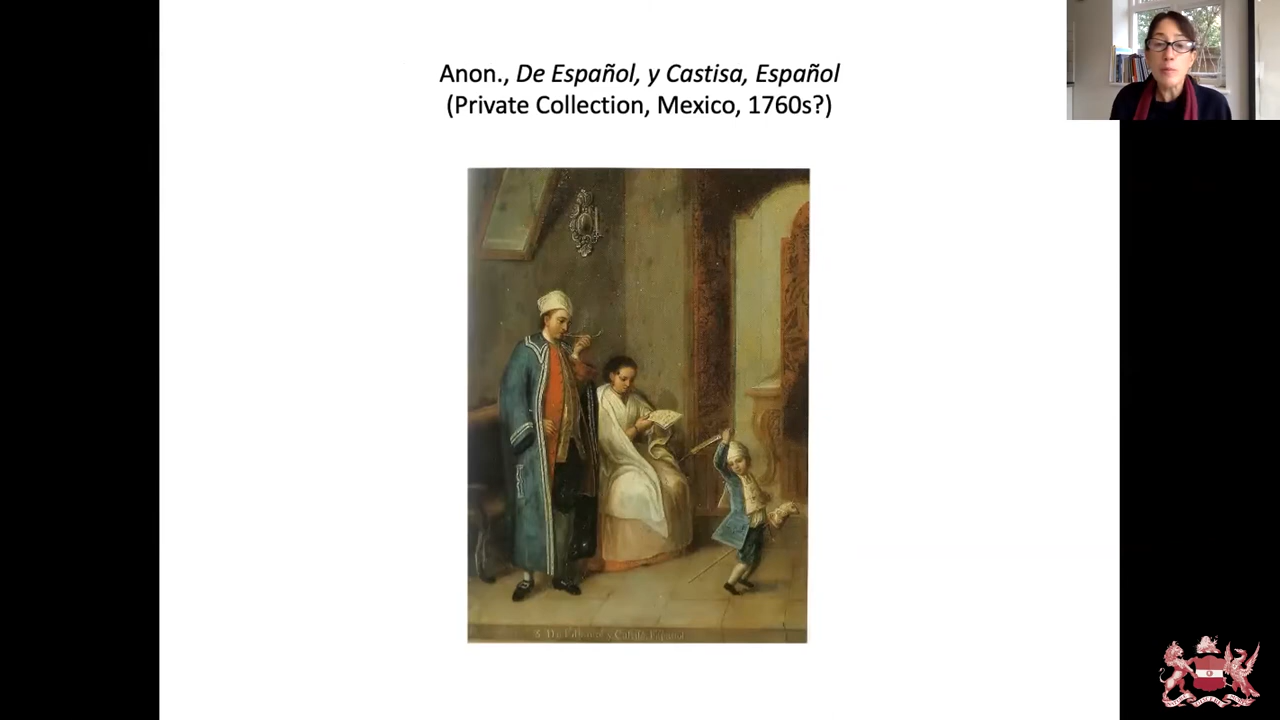 Anon., De Español, y Castisa, Español
(Private Collection, Mexico, 1760s?)